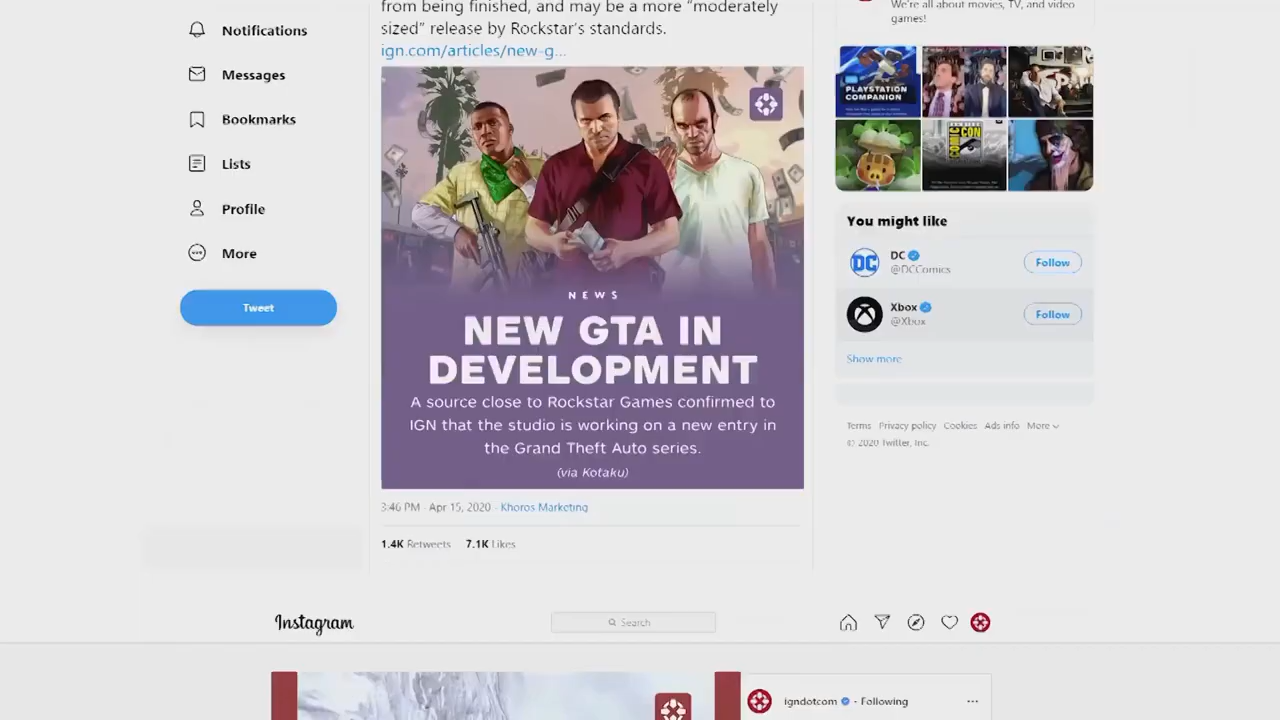 Notifications
Messages
Bookmarks
Lists
Profile
More
Tweet
from being finished, and may be a more “moderately
sized” release by Rockstar’s standards.
ign.com/articles/new-g...
NEWS
NEW GTA IN
DEVELOPMENT
A source close to Rockstar Games confirmed to
IGN that the studio is working on a new entry in
the Grand Theft Auto series.
(via Kotaku)
3:46 PM · Apr 15, 2020 · Khoros Marketing
1.4K Retweets 7.1K Likes
We're all about movies, TV, and video
games!
PLAYSTATION
COMPANION
COMIC
CON
You might like
DC
DC
@DCComics
Follow
Xbox
@Xbox
Follow
Show more
Terms Privacy policy Cookies Ads info More
© 2020 Twitter, Inc.
Instagram
Search
igndotcom • Following